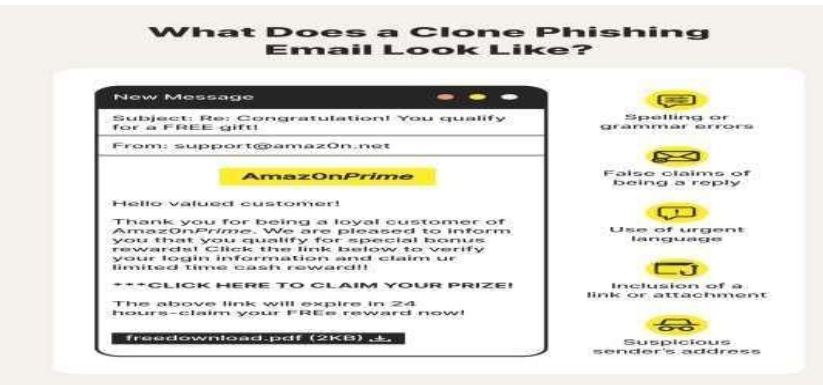 What Does a Clone Phishing
Email Look Like?
New Message
Subject: Re: Congratulation! You qualify
for a FREE gift!
From: support@amaz0n.net
Amaz0nPrime
Hello valued customer!
Thank you for being a loyal customer of
Amaz0nPrime. We are pleased to inform
you that you qualify for special bonus
rewards! Click the link below to verify
your login information and claim ur
limited time cash reward!!
***CLICK HERE TO CLAIM YOUR PRIZE!
The above link will expire in 24
hours-claim your FREe reward now!
freedownload.pdf (2KB)
Spelling or
grammar errors
False claims of
being a reply
Use of urgent
language
Inclusion of a
link or attachment
Suspicious
sender's address